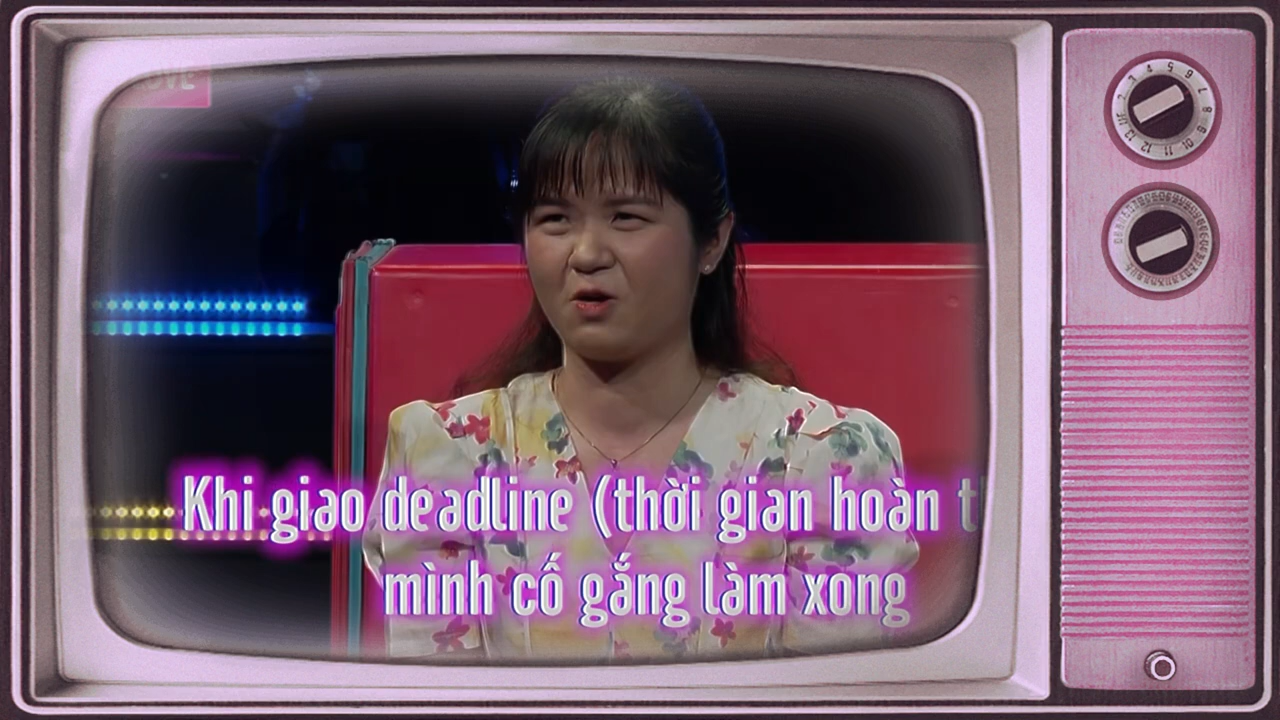 Khi giao deadline (thời gian hoàn
mình cố gắng làm xong